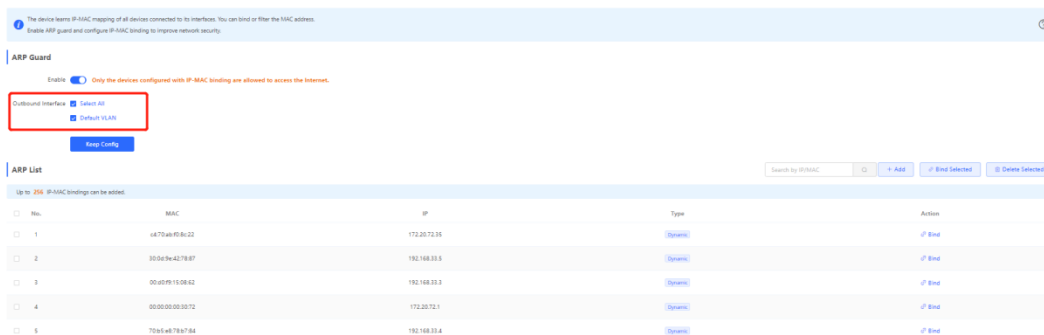 The device learns IP-MAC mapping of all devices connected to its interfaces. You can bind or filter the MAC address.
Enable ARP guard and configure IP-MAC binding to improve network security.
ARP Guard
Enable Only the devices configured with IP-MAC binding are allowed to access the Internet.
Outbound Interface Select All
Default VLAN
Keep Config
ARP List Search by IP/MAC + Add Bind Selected Delete Selected
Up to 256 IP-MAC bindings can be added.
No. MAC IP Type Action
1 c4:70:ab:f0:8c:22 172.20.72.35 Dynamic Bind
2 30:0d:9e:42:78:87 192.168.33.5 Dynamic Bind
3 00:d0:f9:15:08:62 192.168.33.3 Dynamic Bind
4 00:00:00:00:30:72 172.20.72.1 Dynamic Bind
5 70:b5:e8:78:b7:84 192.168.33.4 Dynamic Bind